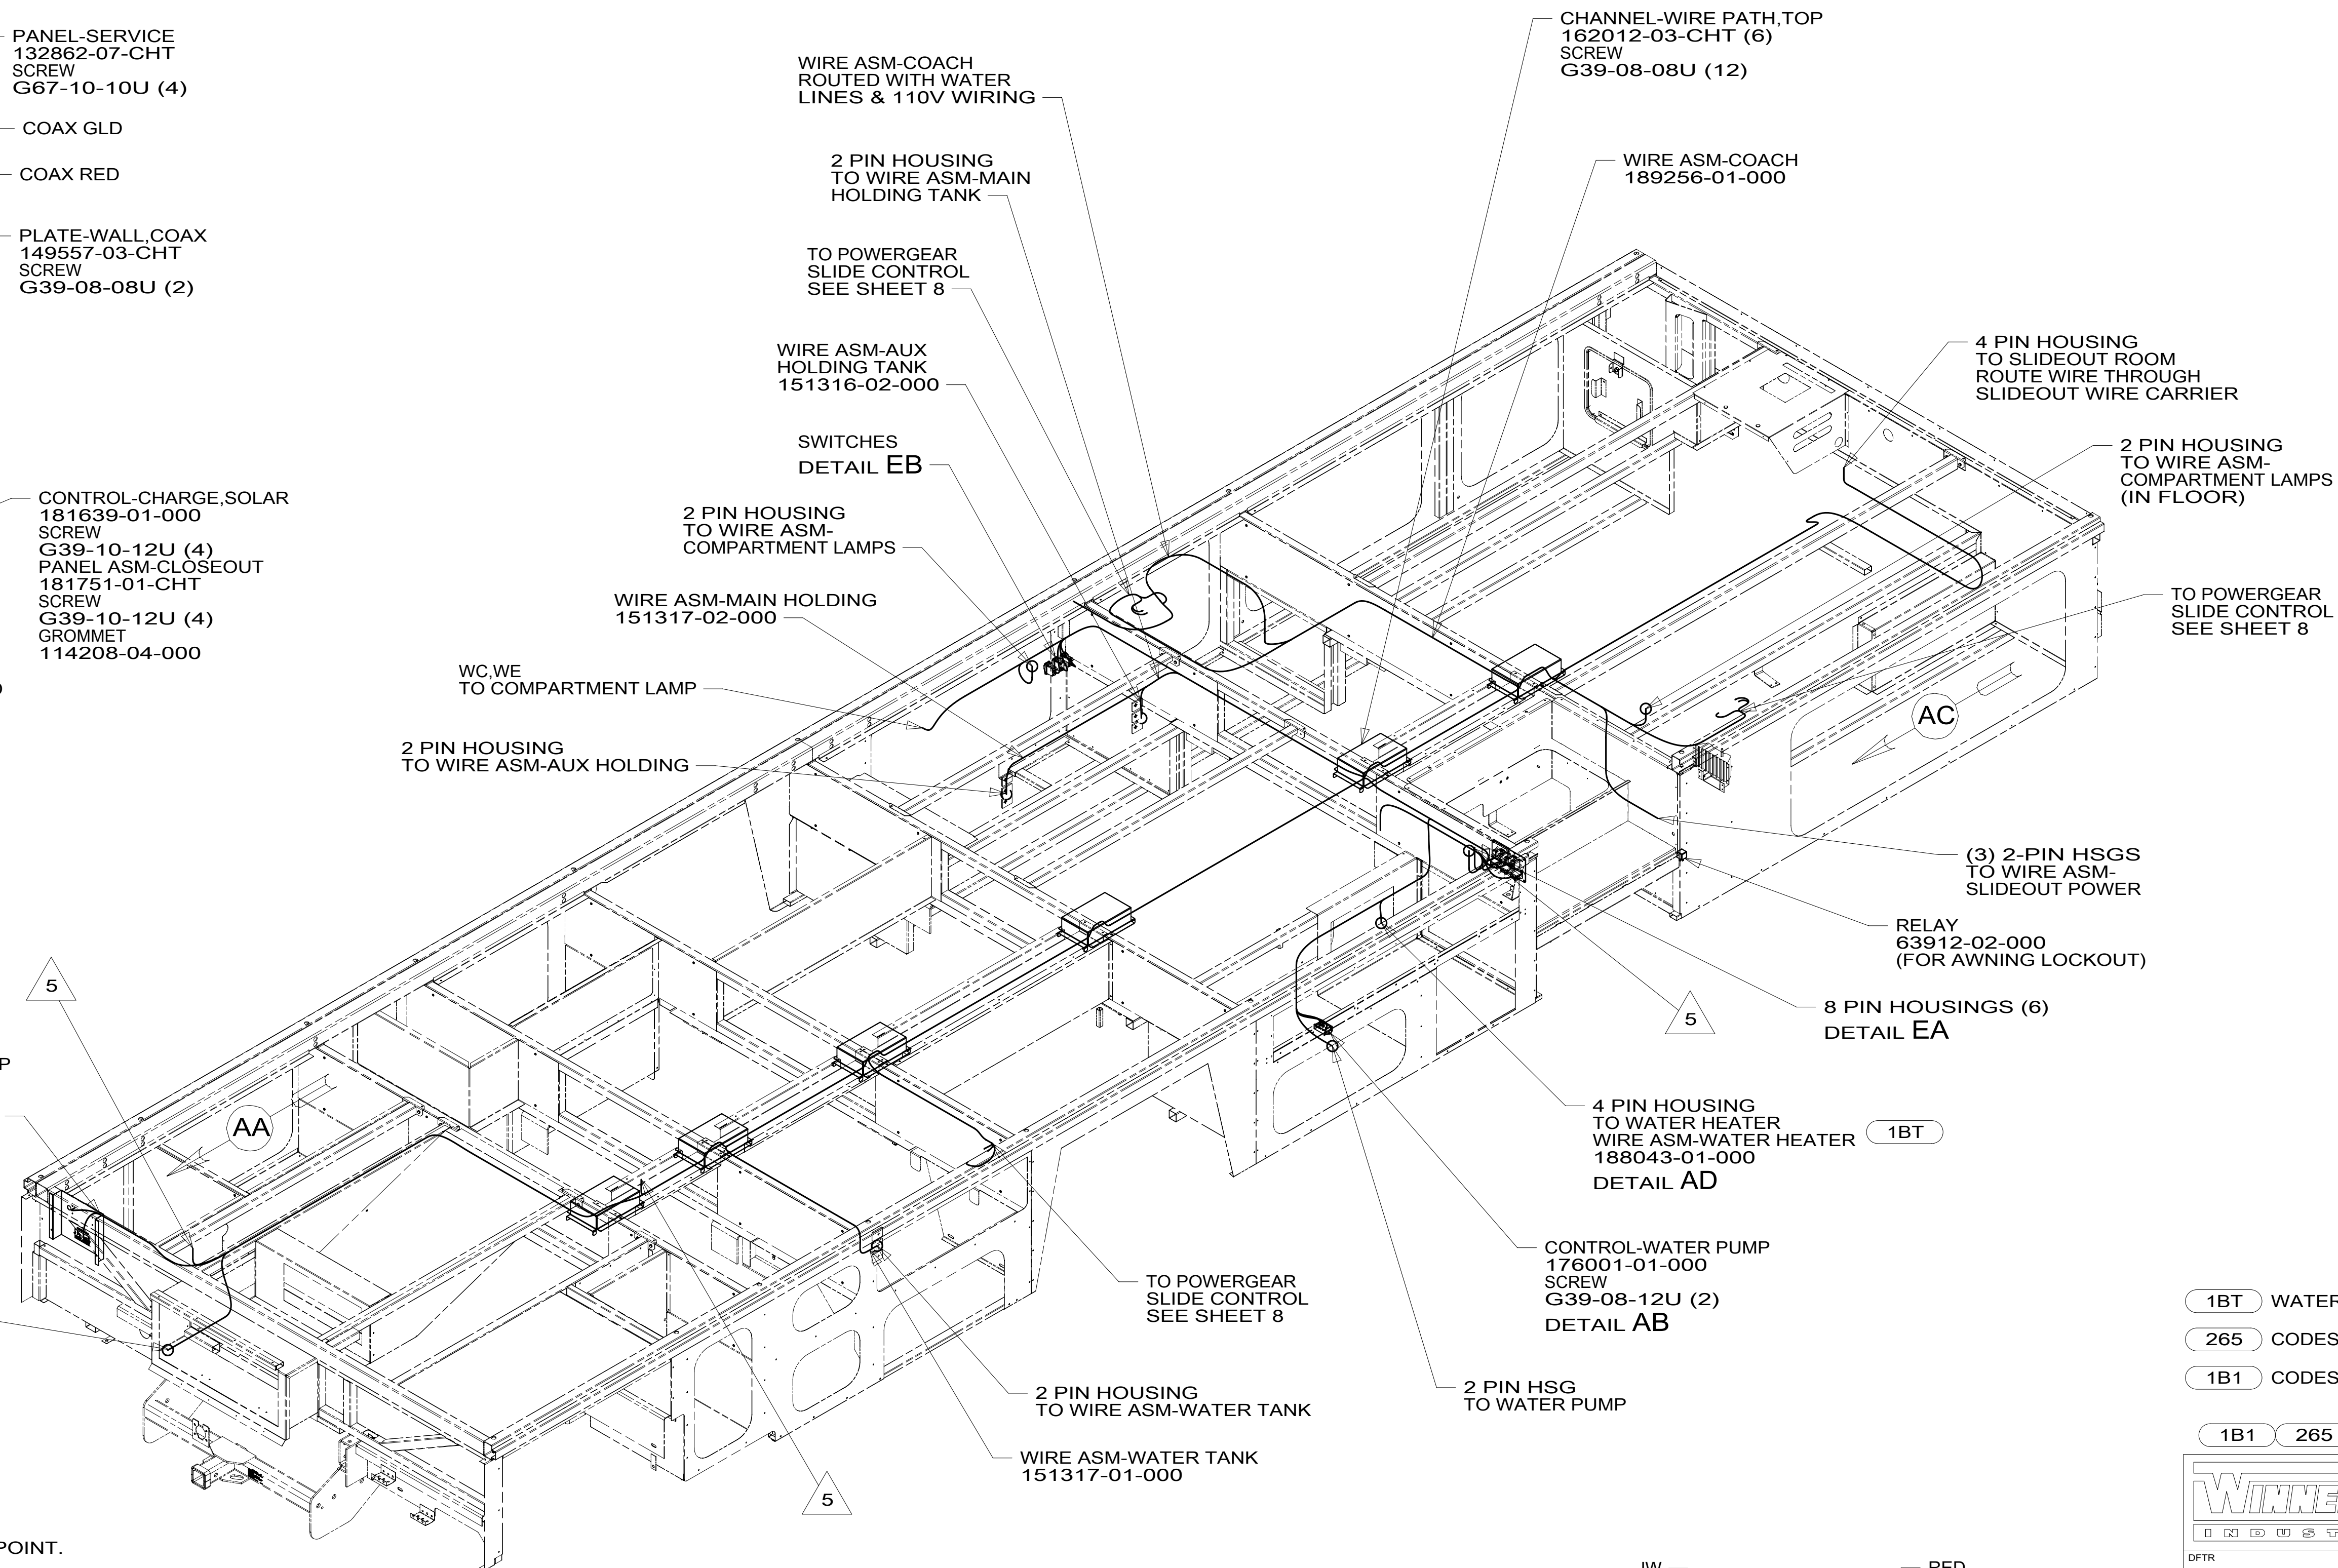 PANEL-SERVICE
132862-07-CHT
SCREW
G67-10-10U (4)
COAX GLD
COAX RED
PLATE-WALL,COAX
149557-03-CHT
SCREW
G39-08-08U (2)
CONTROL-CHARGE,SOLAR
181639-01-000
SCREW
G39-10-12U (4)
PANEL ASM-CLOSEOUT
181751-01-CHT
SCREW
G39-10-12U (4)
GROMMET
114208-04-000
WIRE ASM-COACH
ROUTED WITH WATER
LINES & 110V WIRING
2 PIN HOUSING
TO WIRE ASM-MAIN
HOLDING TANK
TO POWERGEAR
SLIDE CONTROL
SEE SHEET 8
WIRE ASM-AUX
HOLDING TANK
151316-02-000
SWITCHES
DETAIL EB
2 PIN HOUSING
TO WIRE ASM-
COMPARTMENT LAMPS
WIRE ASM-MAIN HOLDING
151317-02-000
WC,WE
TO COMPARTMENT LAMP
2 PIN HOUSING
TO WIRE ASM-AUX HOLDING
CHANNEL-WIRE PATH,TOP
162012-03-CHT (6)
SCREW
G39-08-08U (12)
WIRE ASM-COACH
189256-01-000
4 PIN HOUSING
TO SLIDEOUT ROOM
ROUTE WIRE THROUGH
SLIDEOUT WIRE CARRIER
2 PIN HOUSING
TO WIRE ASM-
COMPARTMENT LAMPS
(IN FLOOR)
TO POWERGEAR
SLIDE CONTROL
SEE SHEET 8
AC
(3) 2-PIN HSGS
TO WIRE ASM-
SLIDEOUT POWER
RELAY
63912-02-000
(FOR AWNING LOCKOUT)
8 PIN HOUSINGS (6)
DETAIL EA
5
4 PIN HOUSING
TO WATER HEATER
WIRE ASM-WATER HEATER 1BT
188043-01-000
DETAIL AD
CONTROL-WATER PUMP
176001-01-000
SCREW
G39-08-12U (2)
DETAIL AB
2 PIN HSG
TO WATER PUMP
TO POWERGEAR
SLIDE CONTROL
SEE SHEET 8
2 PIN HOUSING
TO WIRE ASM-WATER TANK
WIRE ASM-WATER TANK
151317-01-000
5
5
P
AA
POINT.
1BT WATER
265 CODES
1B1 CODES
1B1 265
WINNE
INDUST
DFTR
JW
RED